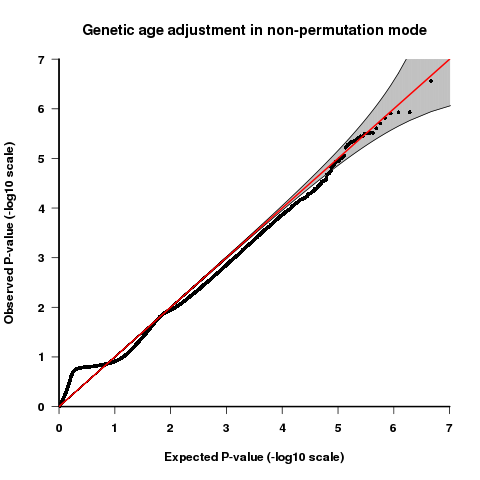 Genetic age adjustment in non-permutation mode
7
6
5
4
3
2
1
0
Observed P-value (-log10 scale)
0 1 2 3 4 5 6 7
Expected P-value (-log10 scale)